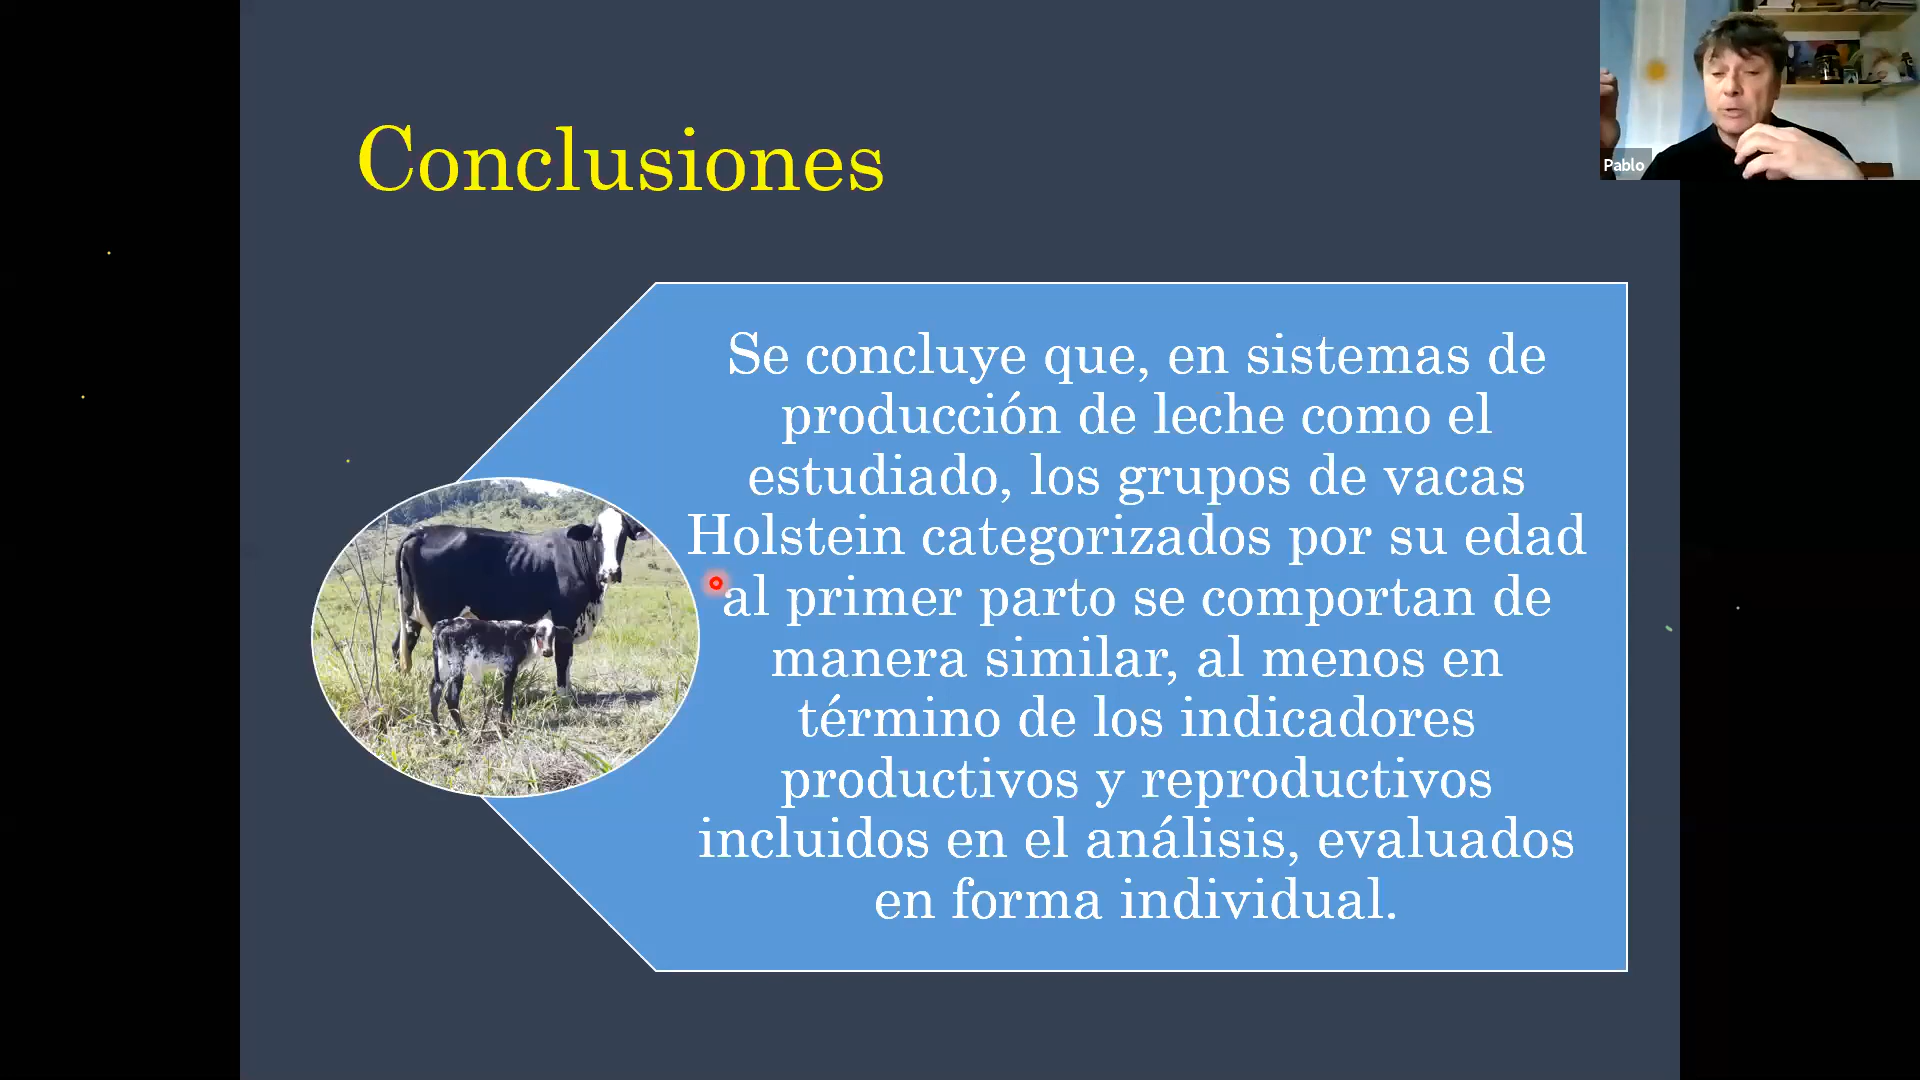 Conclusiones
Pablo
Se concluye que, en sistemas de
producción de leche como el
estudiado, los grupos de vacas
Holstein categorizados por su edad
al primer parto se comportan de
manera similar, al menos en
término de los indicadores
productivos y reproductivos
incluidos en el análisis, evaluados
en forma individual.